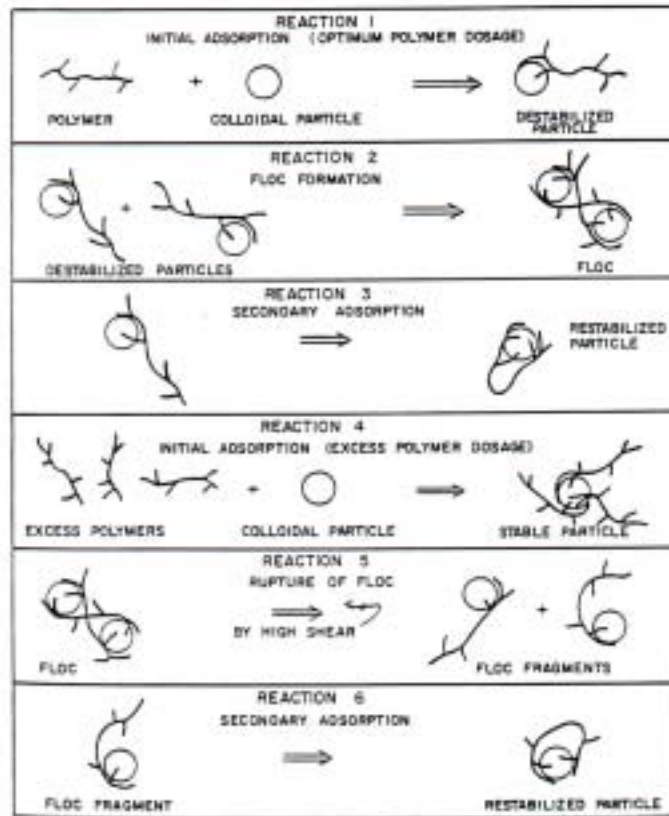 REACTION 1
INITIAL ADSORPTION (OPTIMUM POLYMER DOSAGE)
+
POLYMER
COLLOIDAL PARTICLE
DESTABILIZED
PARTICLE
REACTION 2
FLOC FORMATION
+
DESTABILIZED PARTICLES
FLOC
REACTION 3
SECONDARY ADSORPTION
RESTABILIZED
PARTICLE
REACTION 4
INITIAL ADSORPTION (EXCESS POLYMER DOSAGE)
+
EXCESS POLYMERS
COLLOIDAL PARTICLE
STABLE PARTICLE
REACTION 5
RUPTURE OF FLOC
+
BY HIGH SHEAR
FLOC
FLOC FRAGMENTS
REACTION 6
SECONDARY ADSORPTION
FLOC FRAGMENT
RESTABILIZED PARTICLE